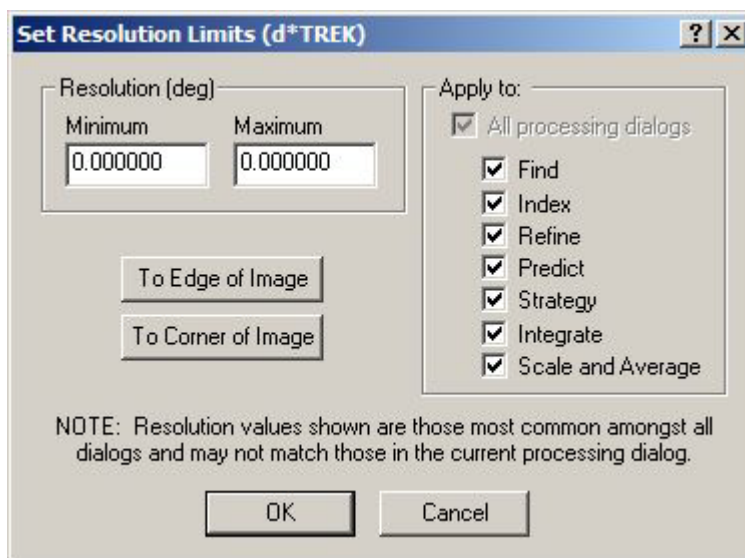 Set Resolution Limits (d*TREK)
Resolution (deg)
Minimum Maximum
0.000000 0.000000
To Edge of Image
To Corner of Image
Apply to:
All processing dialogs
Find
Index
Refine
Predict
Strategy
Integrate
Scale and Average
NOTE: Resolution values shown are those most common amongst all
dialogs and may not match those in the current processing dialog.
OK Cancel